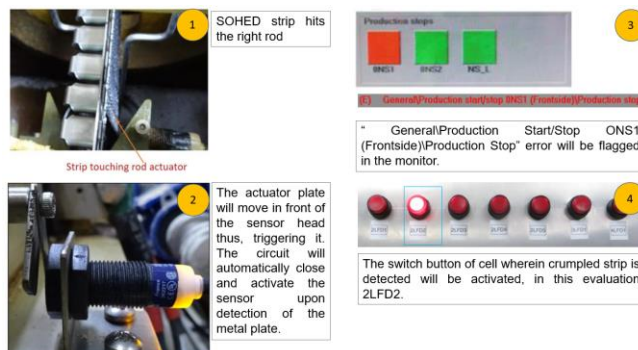 1
SOHED strip hits
the right rod
Strip touching rod actuator
2
The actuator plate
will move in front of
the sensor head
thus, triggering it.
The circuit will
automatically close
and activate the
sensor upon
detection of the
metal plate.
3
Production stops
8NS1 8NS2 NS_L
(E) General\Production start/stop 8NS1 (Frontside)\Production stop
" General\Production Start/Stop ONS1
(Frontside)\Production Stop" error will be flagged
in the monitor.
4
2LFD1 2LFD2 2LFD3 2LFD4 2LFD5
The switch button of cell wherein crumpled strip is
detected will be activated, in this evaluation
2LFD2.